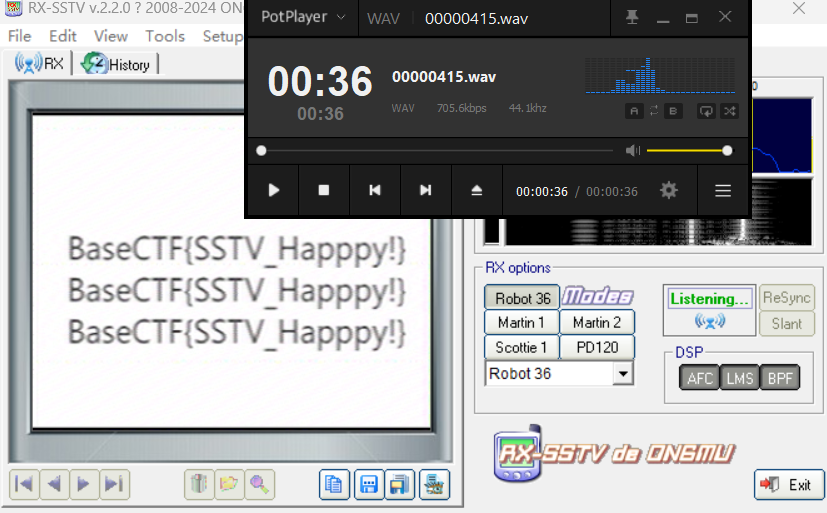 RX-SSTV v.2.2.0 ? 2008-2024 ON
File Edit View Tools Setup
RX History
PotPlayer WAV 00000415.wav
00:36
00:36
00000415.wav
WAV 705.6kbps 44.1khz
A B
00:00:36 / 00:00:36
BaseCTF{SSTV_Happpy!}
BaseCTF{SSTV_Happpy!}
BaseCTF{SSTV_Happpy!}
RX options
Robot 36 Modes
Martin 1 Martin 2
Scottie 1 PD120
Robot 36
Listening...
ReSync
Slant
DSP
AFC LMS BPF
RX-SSTV de ON6MU
Exit